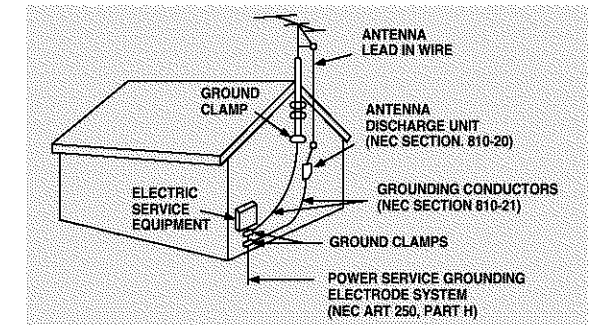 ANTENNA
LEAD IN WIRE
GROUND
CLAMP
ANTENNA
DISCHARGE UNIT
(NEC SECTION. 810-20)
ELECTRIC
SERVICE
EQUIPMENT
GROUNDING CONDUCTORS
(NEC SECTION 810-21)
GROUND CLAMPS
POWER SERVICE GROUNDING
ELECTRODE SYSTEM
(NEC ART 250, PART H)